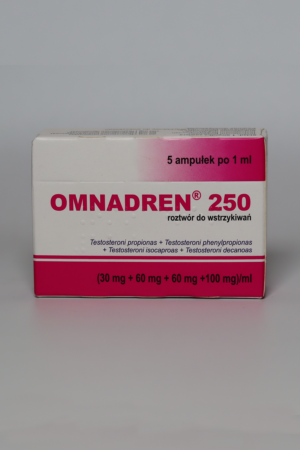 5 ampułek po 1 ml
OMNADREN® 250
roztwór do wstrzykiwań
Testosteroni propionas + Testosteroni phenylpropionas
+ Testosteroni isocaproas + Testosteroni decanoas
(30 mg + 60 mg + 60 mg +100 mg)/ml